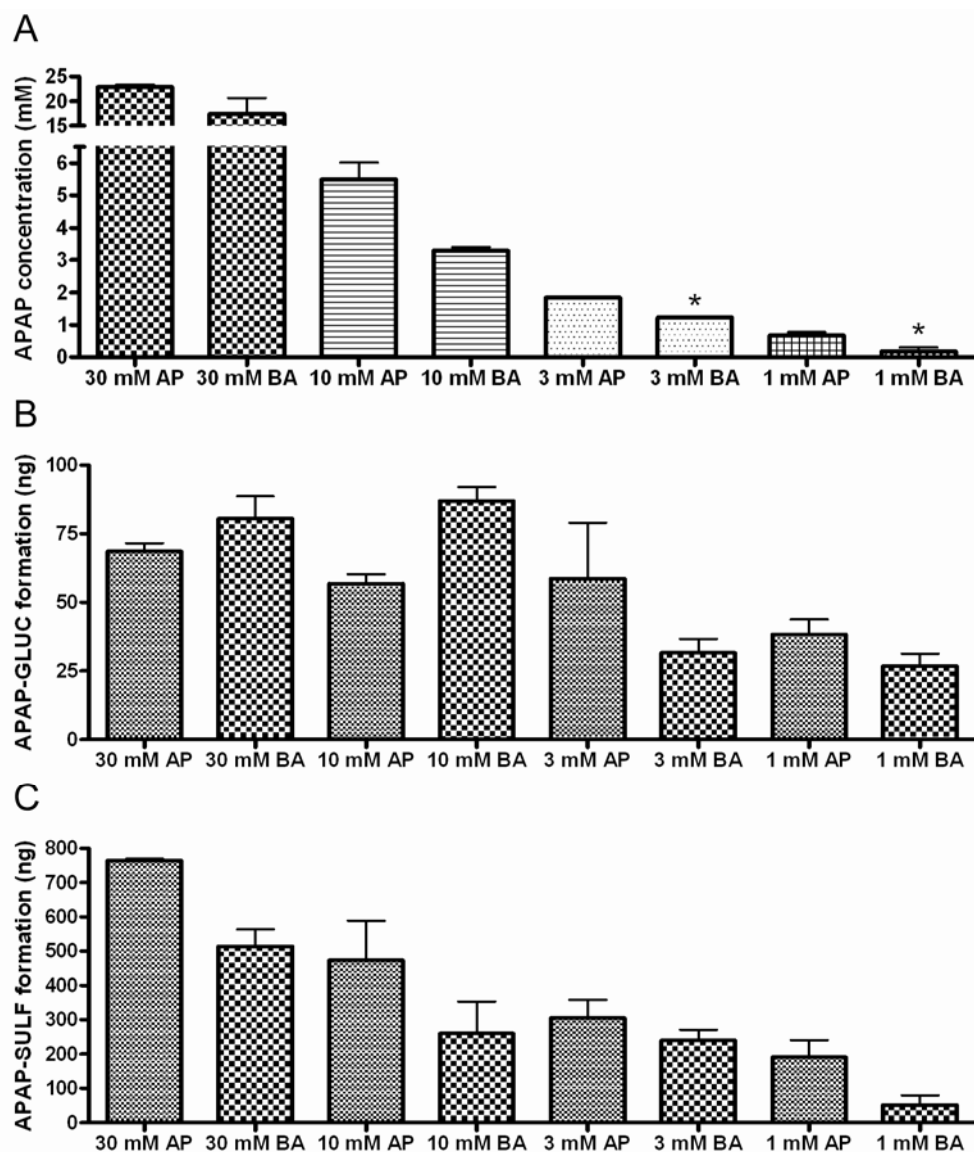 A
APAP concentration (mM)
25
20
15
6
5
4
3
2
1
0
*
*
30 mM AP 30 mM BA 10 mM AP 10 mM BA 3 mM AP 3 mM BA 1 mM AP 1 mM BA
B
APAP-GLUC formation (ng)
100
75
50
25
0
30 mM AP 30 mM BA 10 mM AP 10 mM BA 3 mM AP 3 mM BA 1 mM AP 1 mM BA
C
APAP-SULF formation (ng)
800
700
600
500
400
300
200
100
0
30 mM AP 30 mM BA 10 mM AP 10 mM BA 3 mM AP 3 mM BA 1 mM AP 1 mM BA